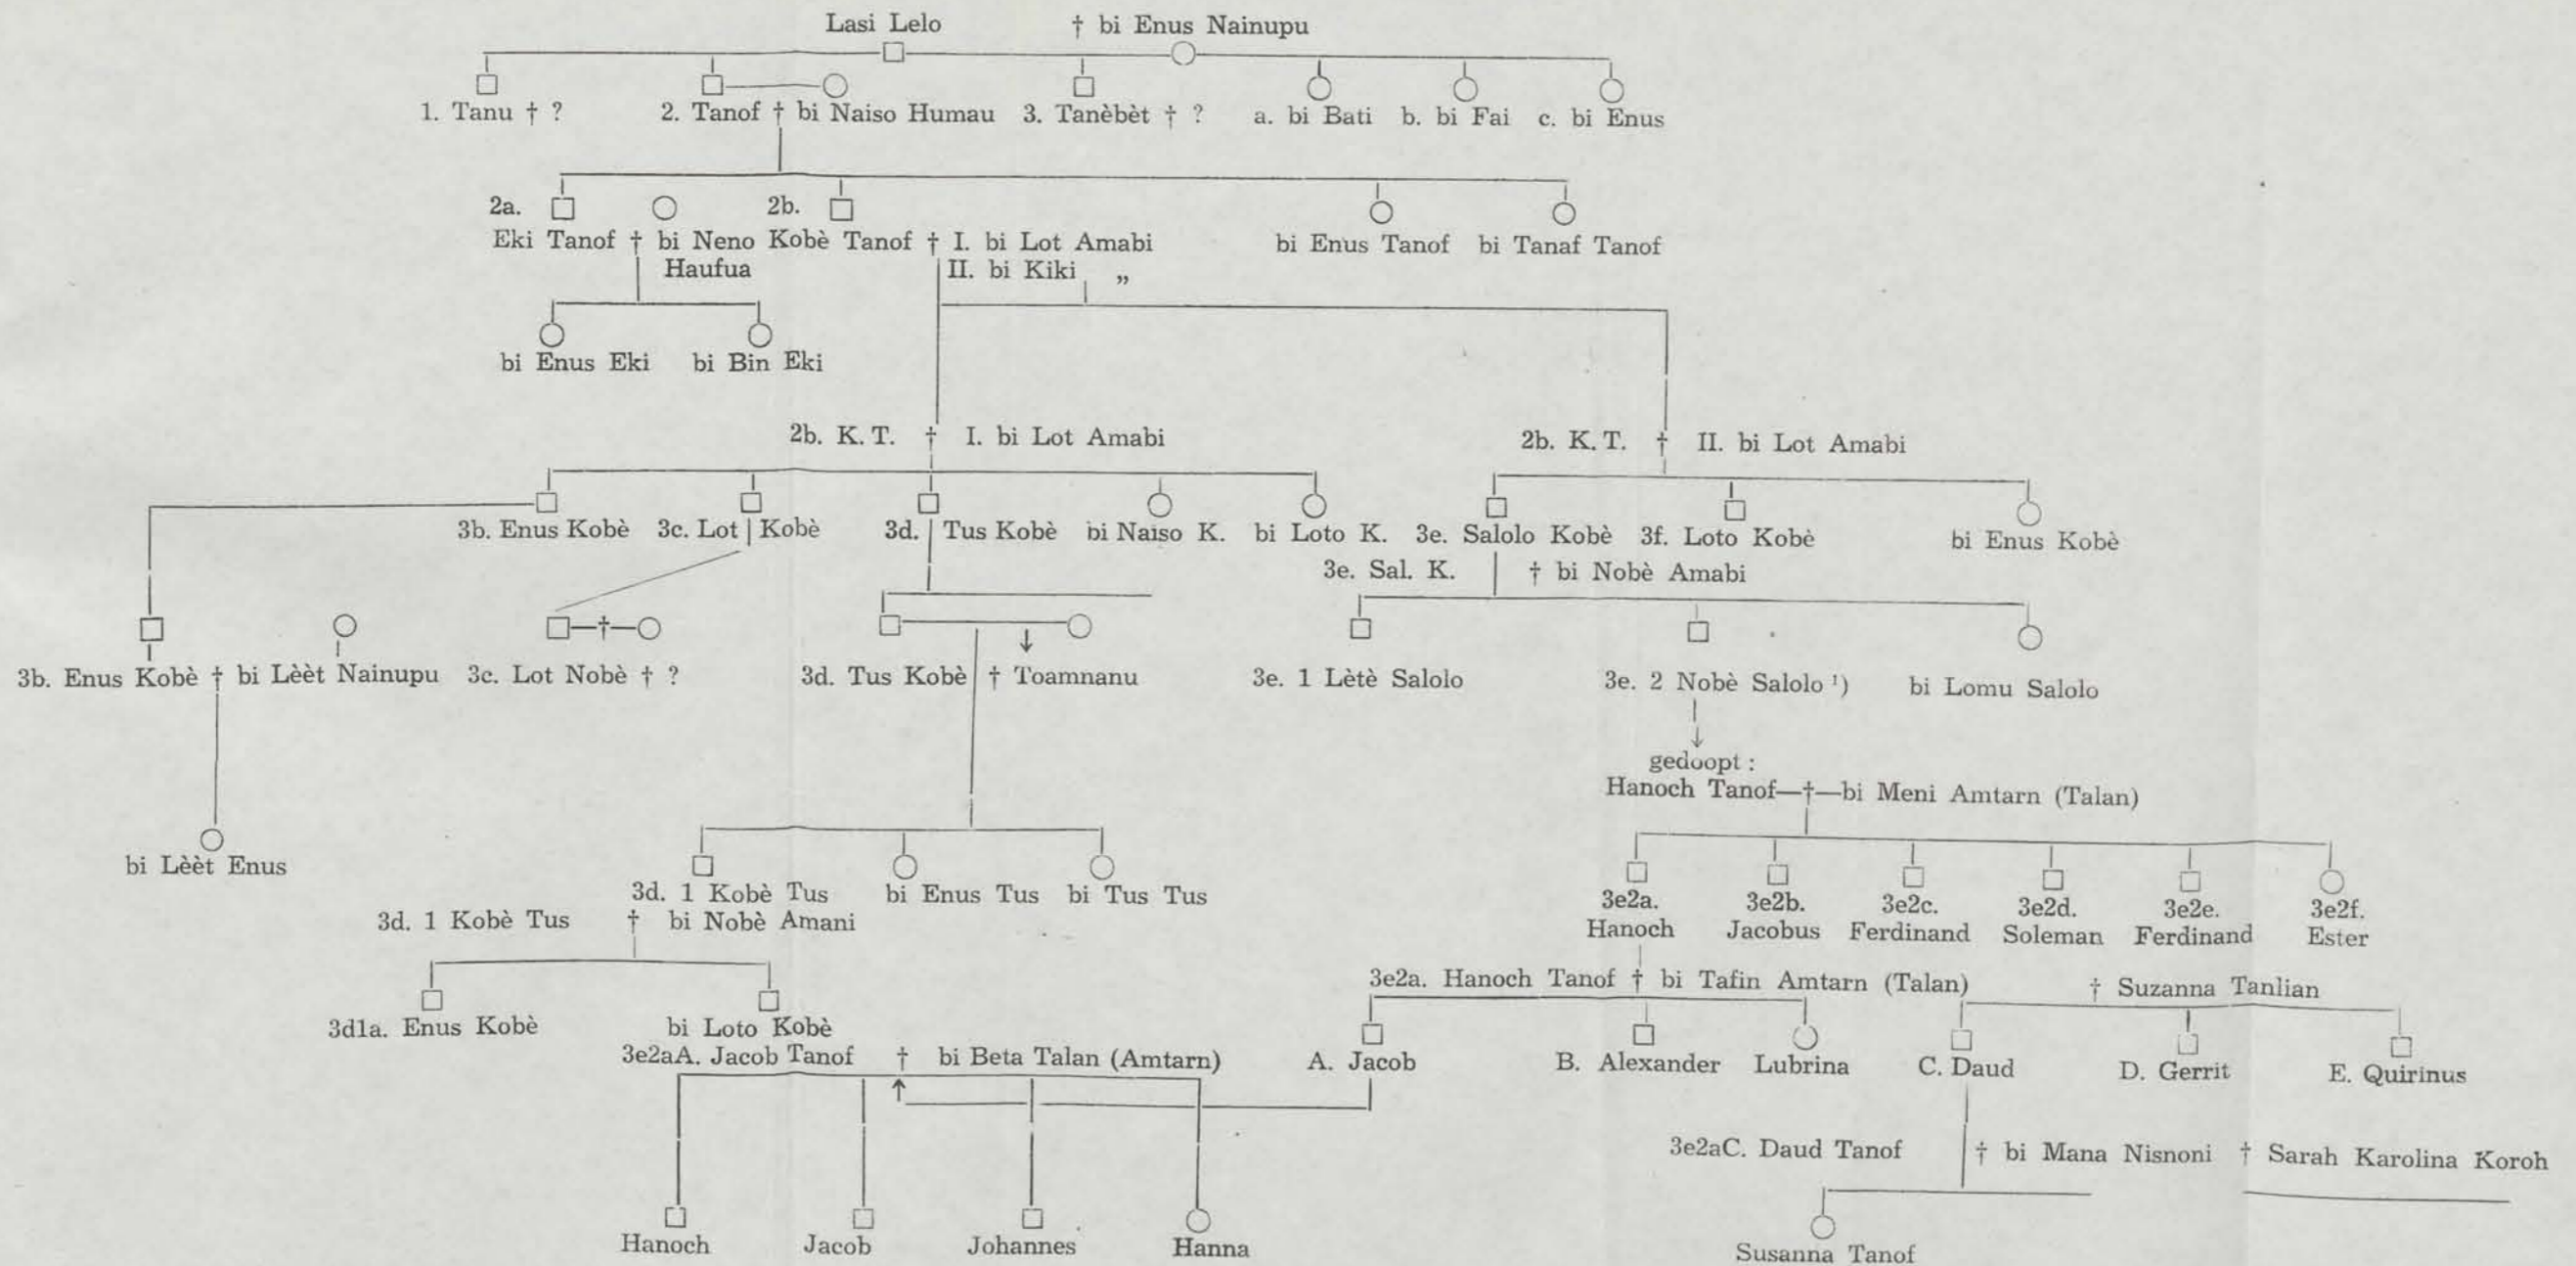 Lasi Lelo † bi Enus Nainupu
1. Tanu † ? 2. Tanof † bi Naiso Humau 3. Tanèbèt † ? a. bi Bati b. bi Fai c. bi Enus
2a. 2b.
Eki Tanof † bi Neno Kobè Tanof † I. bi Lot Amabi bi Enus Tanof bi Tanaf Tanof
Haufua II. bi Kiki „
bi Enus Eki bi Bin Eki
2b. K. T. † I. bi Lot Amabi 2b. K. T. † II. bi Lot Amabi
3b. Enus Kobè 3c. Lot Kobè 3d. Tus Kobè bi Naiso K. bi Loto K. 3e. Salolo Kobè 3f. Loto Kobè bi Enus Kobè
3e. Sal. K. † bi Nobè Amabi
†
3b. Enus Kobè † bi Lèèt Nainupu 3c. Lot Nobè † ? 3d. Tus Kobè † Toamnanu 3e. 1 Lètè Salolo 3e. 2 Nobè Salolo ¹) bi Lomu Salolo
gedoopt :
Hanoch Tanof—†—bi Meni Amtarn (Talan)
bi Lèèt Enus
3d. 1 Kobè Tus bi Enus Tus bi Tus Tus
3e2a. 3e2b. 3e2c. 3e2d. 3e2e. 3e2f.
Hanoch Jacobus Ferdinand Soleman Ferdinand Ester
3d. 1 Kobè Tus † bi Nobè Amani
3e2a. Hanoch Tanof † bi Tafin Amtarn (Talan) † Suzanna Tanlian
3d1a. Enus Kobè bi Loto Kobè
3e2aA. Jacob Tanof † bi Beta Talan (Amtarn) A. Jacob B. Alexander Lubrina C. Daud D. Gerrit E. Quirinus
3e2aC. Daud Tanof † bi Mana Nisnoni † Sarah Karolina Koroh
Hanoch Jacob Johannes Hanna Susanna Tanof